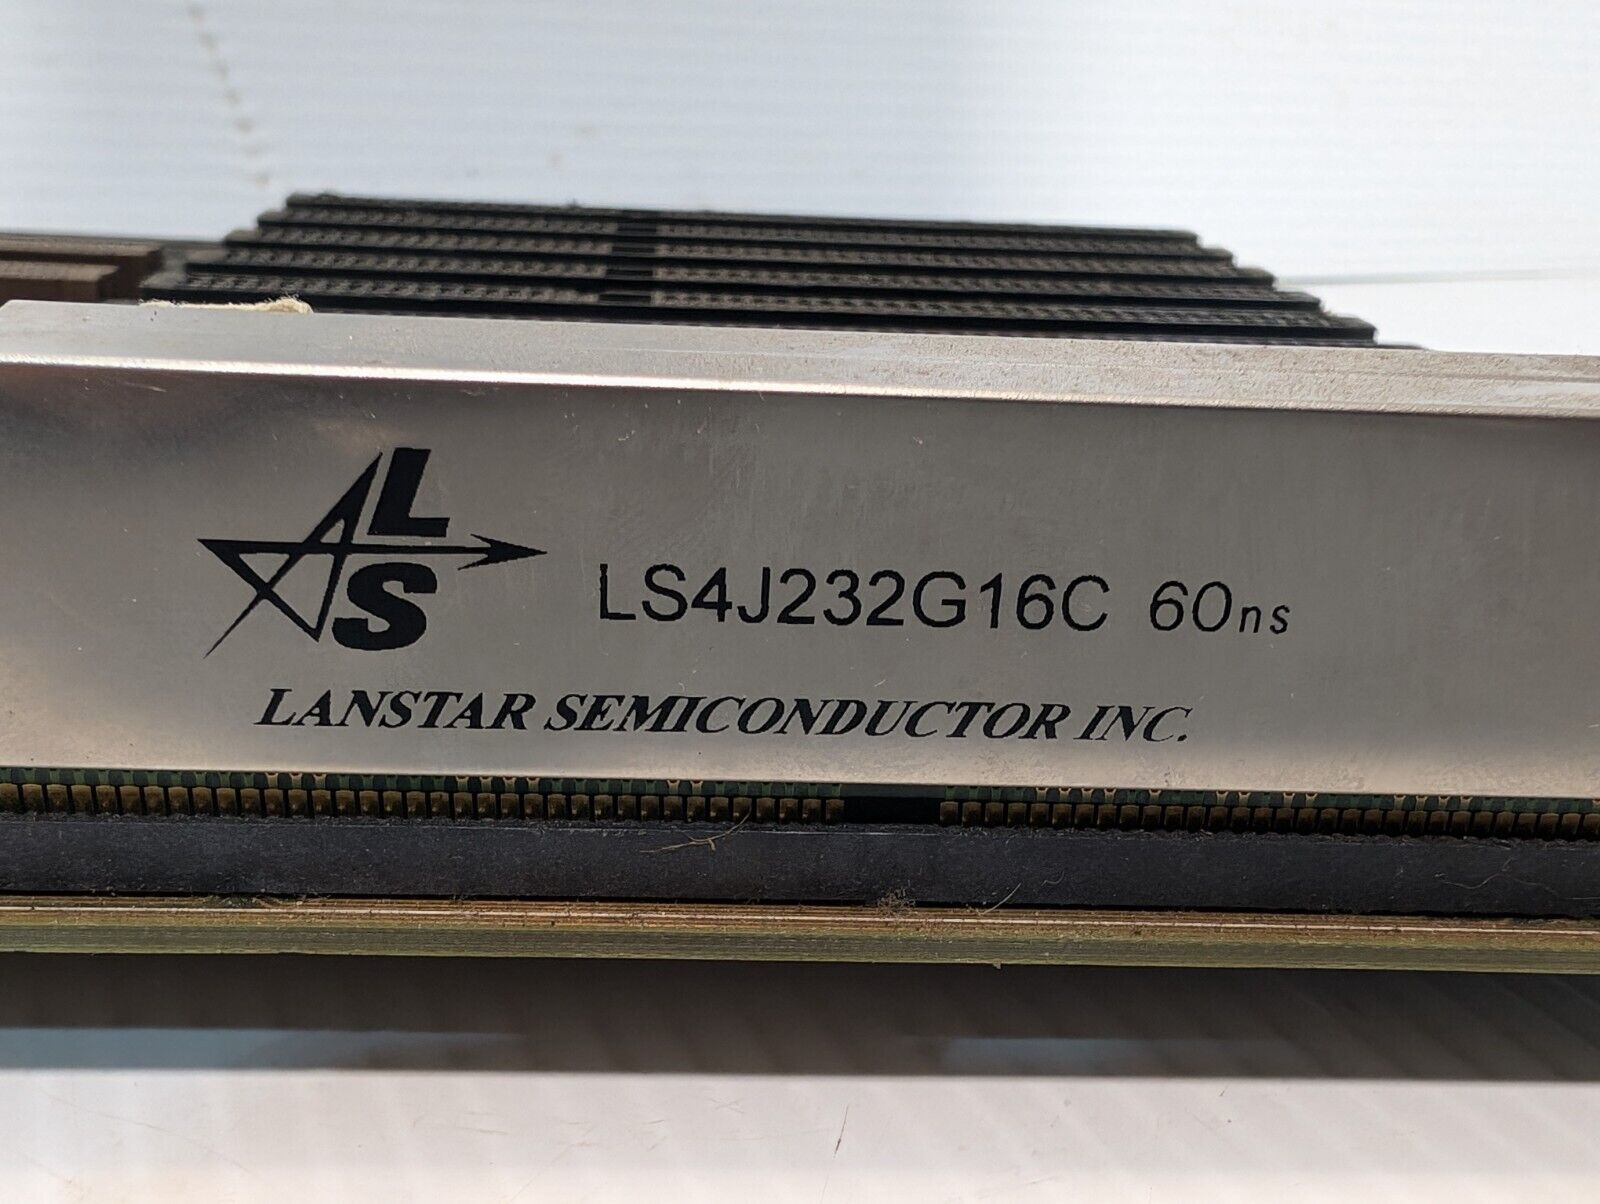 LS
LS4J232G16C 60ns
LANSTAR SEMICONDUCTOR INC.